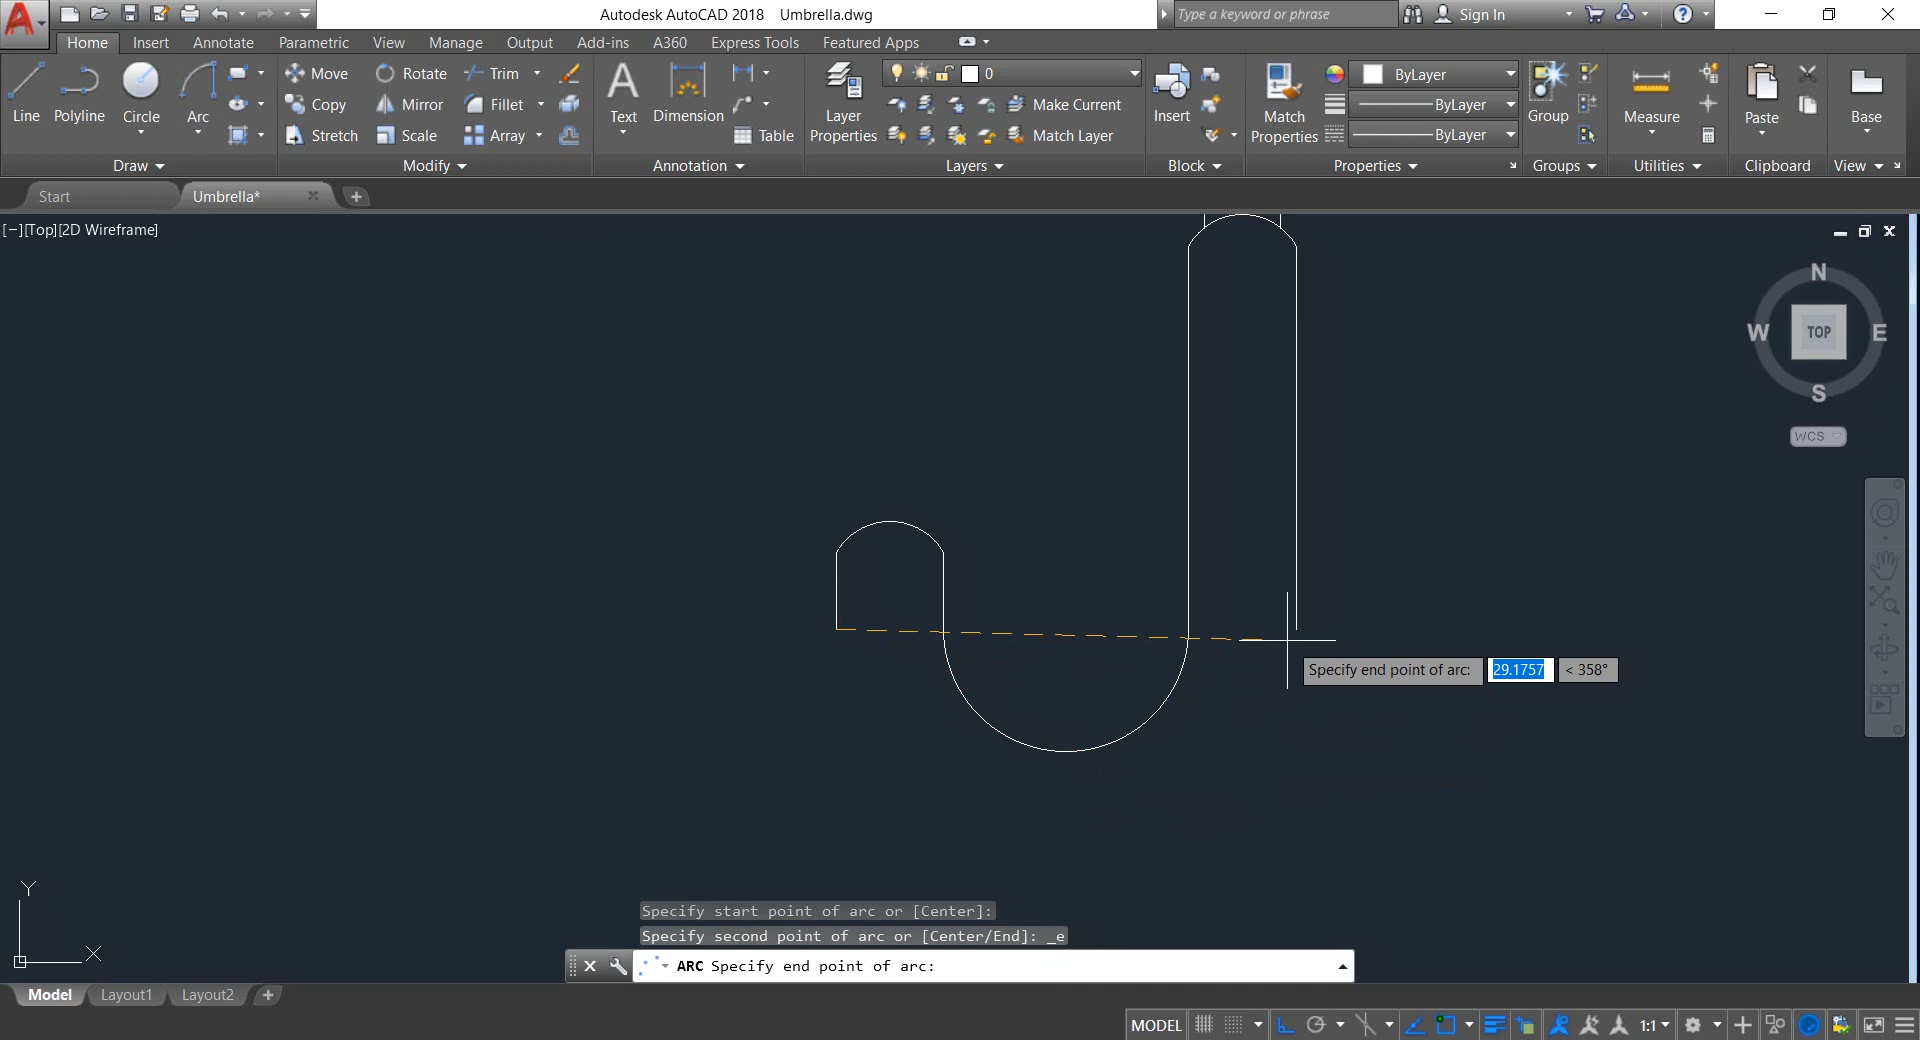 Autodesk AutoCAD 2018 Umbrella.dwg
Type a keyword or phrase
Sign In
Home Insert Annotate Parametric View Manage Output Add-ins A360 Express Tools Featured Apps
Line Polyline Circle Arc
Move Rotate Trim
Copy Mirror Fillet
Stretch Scale Array
Text Dimension
Table
Layer Properties
0
Make Current
Match Layer
Insert
Match Properties
ByLayer
ByLayer
ByLayer
Group
Measure
Paste
Base
Draw Modify Annotation Layers Block Properties Groups Utilities Clipboard View
Start Umbrella*
[−][Top][2D Wireframe]
N
W TOP E
S
WCS
Specify end point of arc: 29.1757 < 358°
Y
X
Specify start point of arc or [Center]:
Specify second point of arc or [Center/End]: _e
ARC Specify end point of arc:
Model Layout1 Layout2
MODEL 1:1